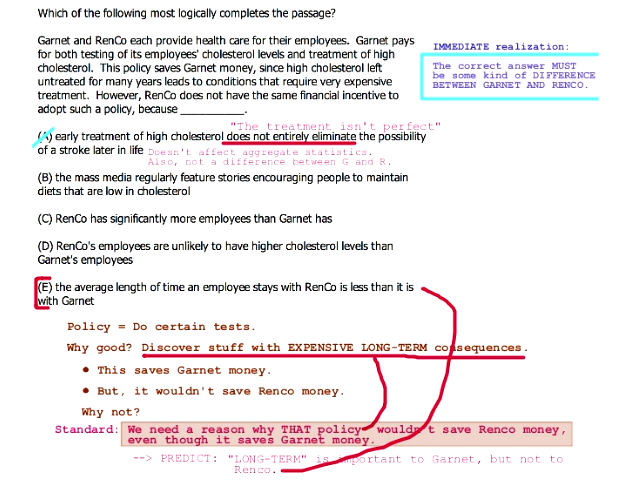 Which of the following most logically completes the passage?
Garnet and RenCo each provide health care for their employees. Garnet pays
for both testing of its employees' cholesterol levels and treatment of high
cholesterol. This policy saves Garnet money, since high cholesterol left
untreated for many years leads to conditions that require very expensive
treatment. However, RenCo does not have the same financial incentive to
adopt such a policy, because __________.
IMMEDIATE realization:
The correct answer MUST
be some kind of DIFFERENCE
BETWEEN GARNET AND RENCO.
"The treatment isn't perfect"
(A) early treatment of high cholesterol does not entirely eliminate the possibility
of a stroke later in life
Doesn't affect aggregate statistics.
Also, not a difference between G and R.
(B) the mass media regularly feature stories encouraging people to maintain
diets that are low in cholesterol
(C) RenCo has significantly more employees than Garnet has
(D) RenCo's employees are unlikely to have higher cholesterol levels than
Garnet's employees
(E) the average length of time an employee stays with RenCo is less than it is
with Garnet
Policy = Do certain tests.
Why good? Discover stuff with EXPENSIVE LONG-TERM consequences.
• This saves Garnet money.
• But, it wouldn't save Renco money.
Why not?
Standard: We need a reason why THAT policy wouldn't save Renco money,
even though it saves Garnet money.
--> PREDICT: "LONG-TERM" is important to Garnet, but not to
Renco.